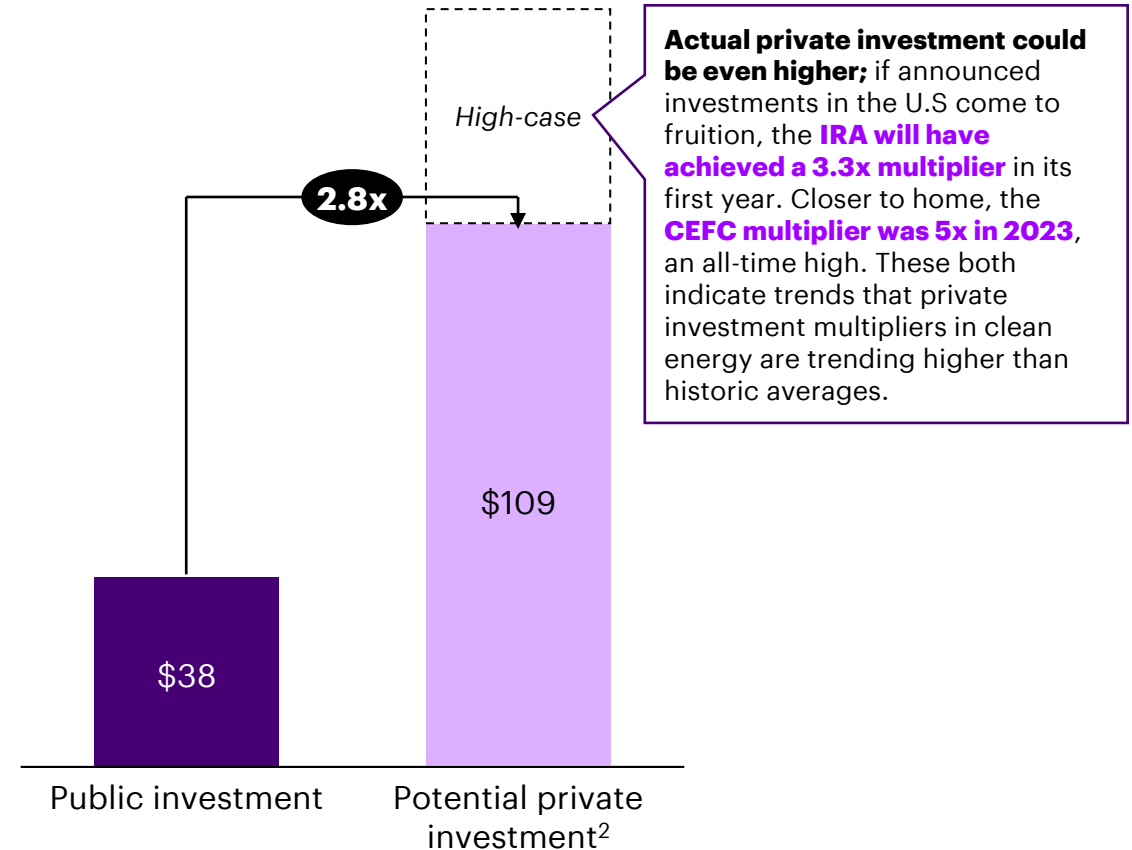 Actual private investment could
be even higher; if announced
investments in the U.S come to
fruition, the IRA will have
achieved a 3.3x multiplier in its
first year. Closer to home, the
CEFC multiplier was 5x in 2023,
an all-time high. These both
indicate trends that private
investment multipliers in clean
energy are trending higher than
historic averages.
High-case
2.8x
$109
$38
Public investment
Potential private
investment²